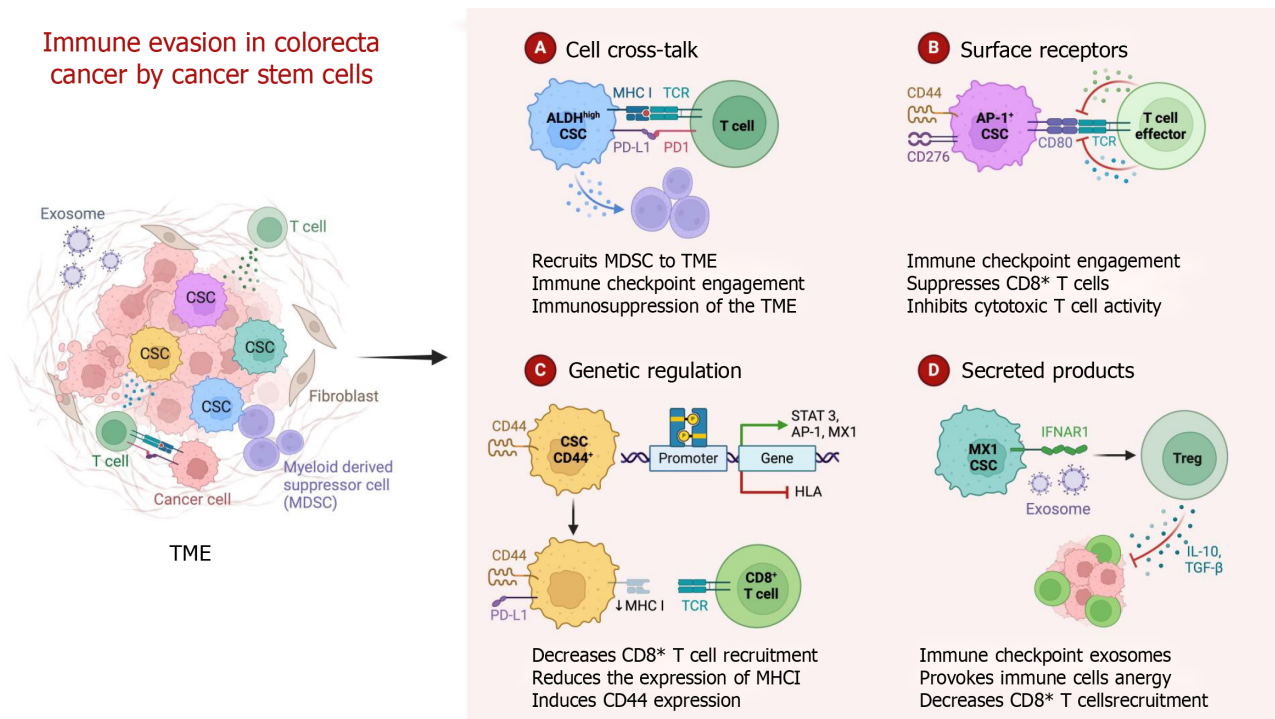 Immune evasion in colorecta
cancer by cancer stem cells
Exosome
T cell
CSC
CSC
CSC
CSC
Fibroblast
T cell
Cancer cell
Myeloid derived
suppressor cell
(MDSC)
TME
A Cell cross-talk
MHC I TCR
ALDHhigh
CSC
T cell
PD-L1 PD1
Recruits MDSC to TME
Immune checkpoint engagement
Immunosuppression of the TME
B Surface receptors
CD44
AP-1+
CSC
T cell
effector
CD276
CD80 TCR
Immune checkpoint engagement
Suppresses CD8* T cells
Inhibits cytotoxic T cell activity
C Genetic regulation
CD44
CSC
CD44+
P
P
Promoter
Gene
STAT 3,
AP-1, MX1
HLA
CD44
PD-L1
↓MHC I
TCR
CD8+
T cell
Decreases CD8* T cell recruitment
Reduces the expression of MHCI
Induces CD44 expression
D Secreted products
MX1
CSC
IFNAR1
Exosome
Treg
IL-10,
TGF-β
Immune checkpoint exosomes
Provokes immune cells anergy
Decreases CD8* T cellsrecruitment